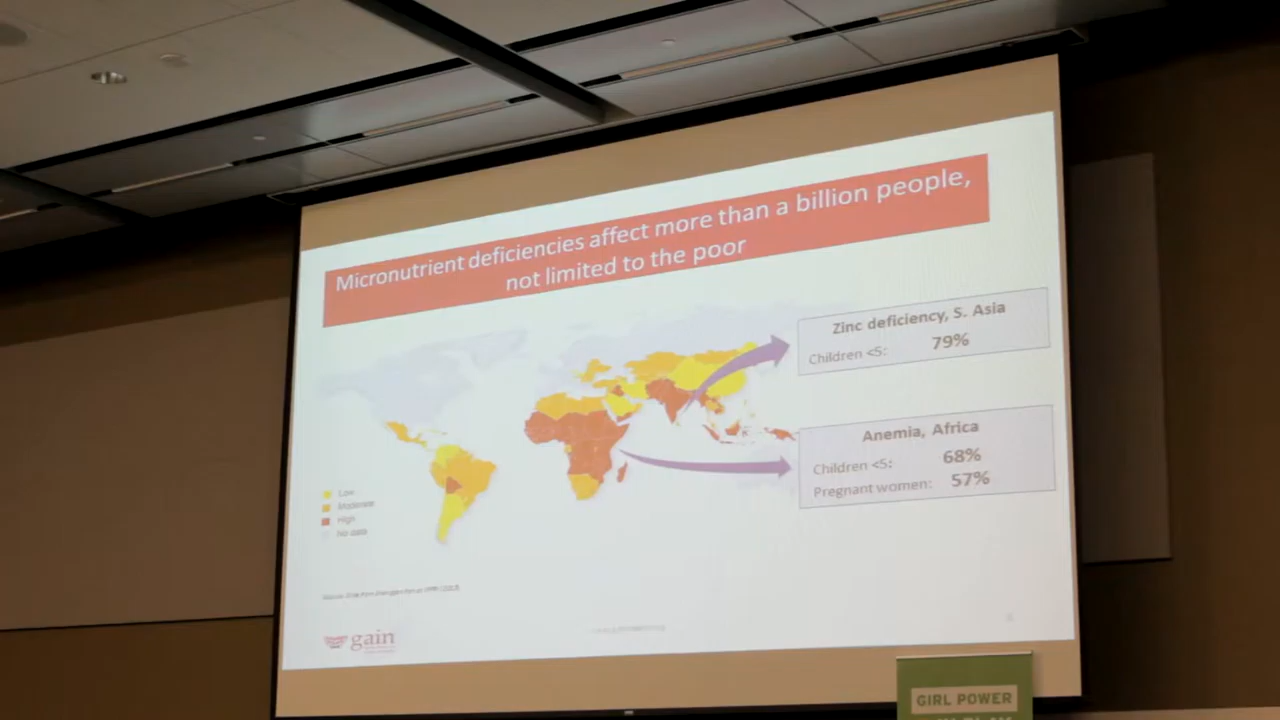 Micronutrient deficiencies affect more than a billion people,
not limited to the poor
Zinc deficiency, S. Asia
Children <5: 79%
Anemia, Africa
Children <5: 68%
Pregnant women: 57%
Low
Moderate
High
No data
gain
GIRL POWER